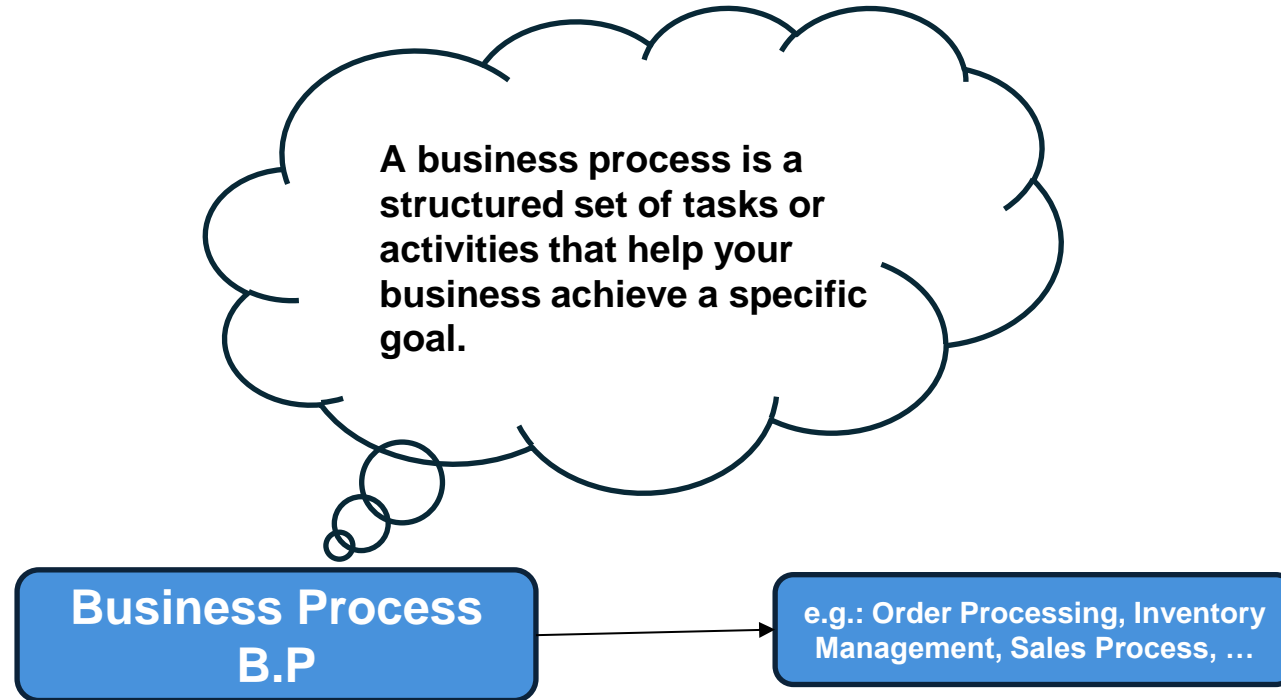 A business process is a
structured set of tasks or
activities that help your
business achieve a specific
goal.
Business Process
B.P
e.g.: Order Processing, Inventory
Management, Sales Process, …